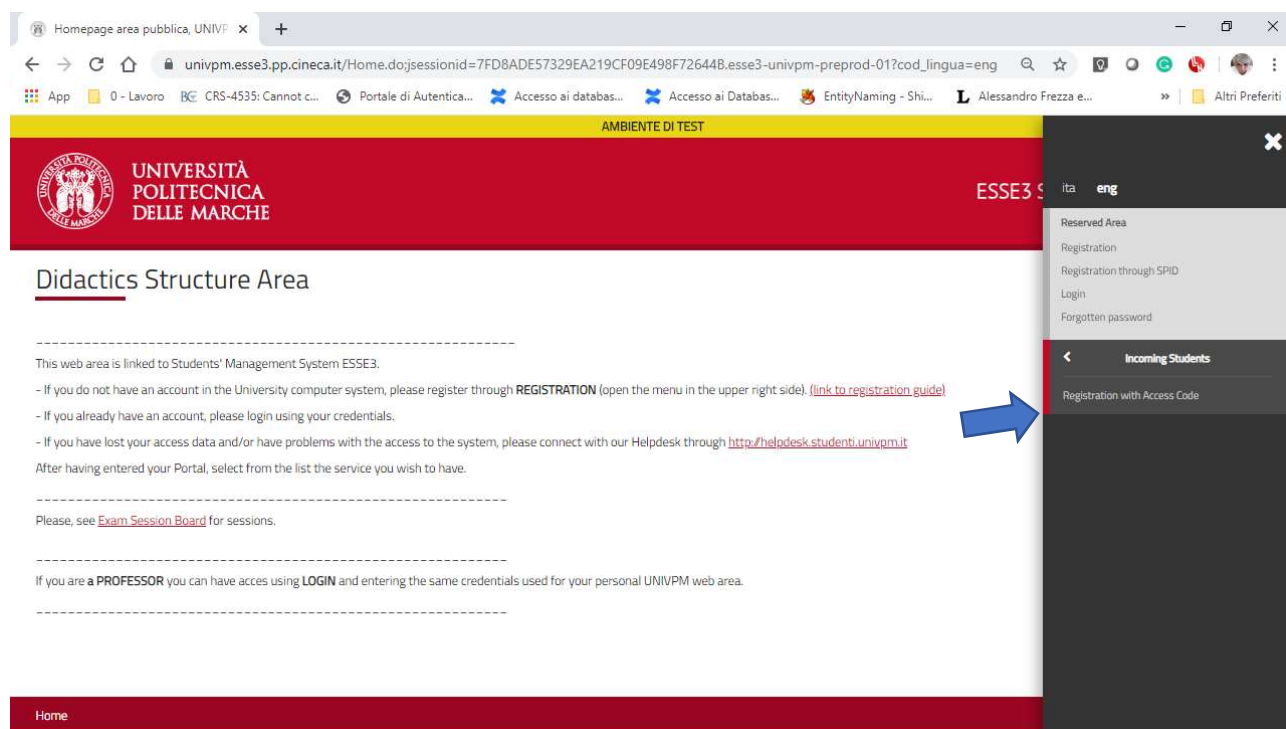 Homepage area pubblica, UNIVP
univpm.esse3.pp.cineca.it/Home.do;jsessionid=7FD8ADE57329EA219CF09E498F72644B.esse3-univpm-preprod-01?cod_lingua=eng
App 0 - Lavoro CRS-4535: Cannot c... Portale di Autentica... Accesso ai databas... Accesso ai Databas... EntityNaming - Shi... Alessandro Frezza e... » Altri Preferiti
AMBIENTE DI TEST
UNIVERSITÀ
POLITECNICA
DELLE MARCHE
ESSE3 S
ita eng
Reserved Area
Registration
Registration through SPID
Login
Forgotten password
Incoming Students
Registration with Access Code
Didactics Structure Area
This web area is linked to Students' Management System ESSE3.
- If you do not have an account in the University computer system, please register through REGISTRATION (open the menu in the upper right side). (link to registration guide)
- If you already have an account, please login using your credentials.
- If you have lost your access data and/or have problems with the access to the system, please connect with our Helpdesk through http://helpdesk.studenti.univpm.it
After having entered your Portal, select from the list the service you wish to have.
Please, see Exam Session Board for sessions.
If you are a PROFESSOR you can have acces using LOGIN and entering the same credentials used for your personal UNIVPM web area.
Home